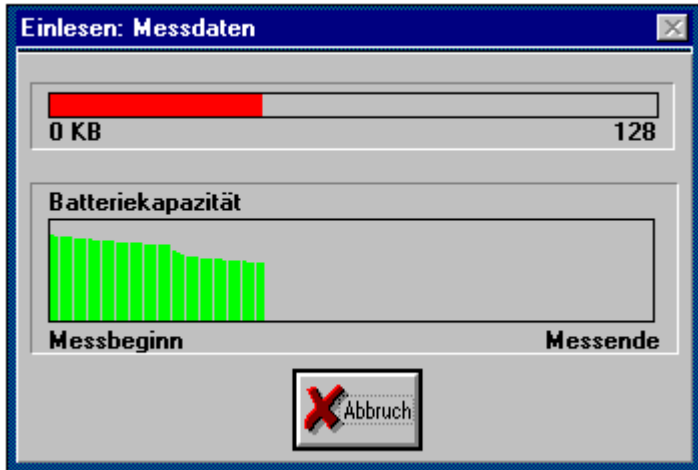 Einlesen: Messdaten
0 KB 128
Batteriekapazität
Messbeginn Messende
Abbruch